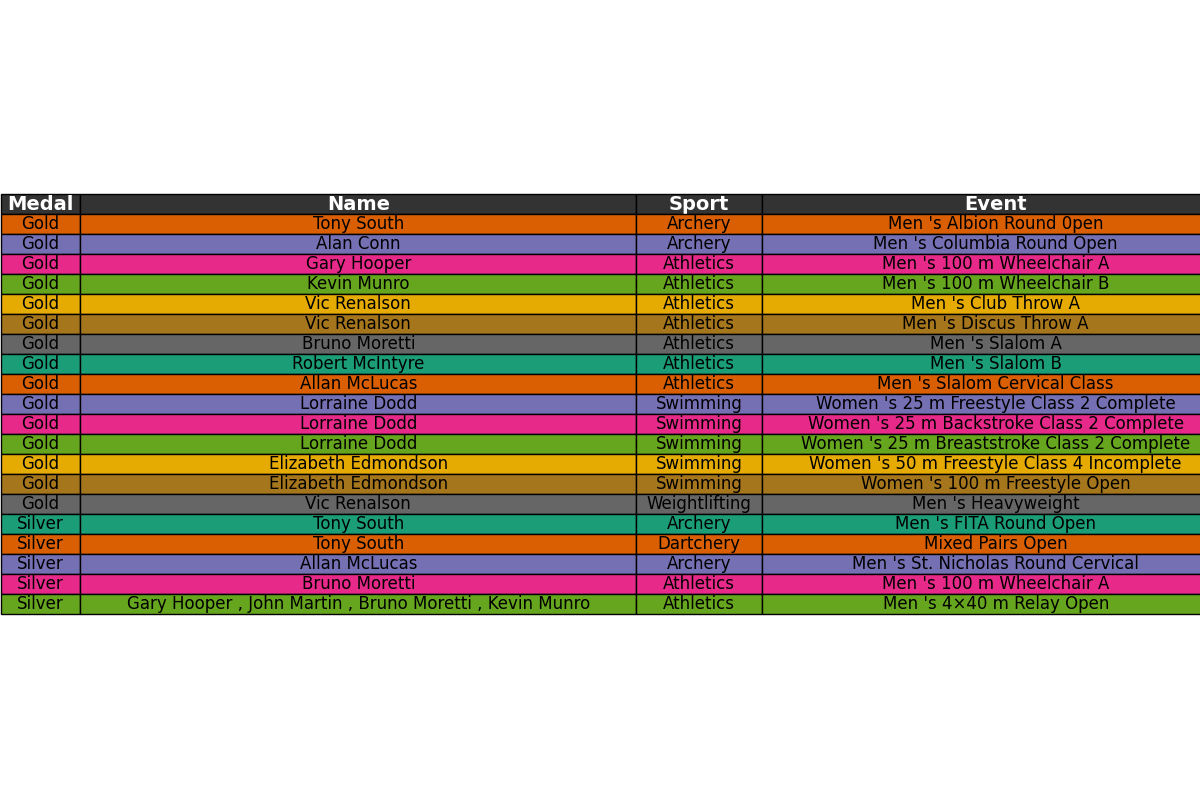 Medal Name Sport Event
Gold Tony South Archery Men 's Albion Round 0pen
Gold Alan Conn Archery Men 's Columbia Round Open
Gold Gary Hooper Athletics Men 's 100 m Wheelchair A
Gold Kevin Munro Athletics Men 's 100 m Wheelchair B
Gold Vic Renalson Athletics Men 's Club Throw A
Gold Vic Renalson Athletics Men 's Discus Throw A
Gold Bruno Moretti Athletics Men 's Slalom A
Gold Robert McIntyre Athletics Men 's Slalom B
Gold Allan McLucas Athletics Men 's Slalom Cervical Class
Gold Lorraine Dodd Swimming Women 's 25 m Freestyle Class 2 Complete
Gold Lorraine Dodd Swimming Women 's 25 m Backstroke Class 2 Complete
Gold Lorraine Dodd Swimming Women 's 25 m Breaststroke Class 2 Complete
Gold Elizabeth Edmondson Swimming Women 's 50 m Freestyle Class 4 Incomplete
Gold Elizabeth Edmondson Swimming Women 's 100 m Freestyle Open
Gold Vic Renalson Weightlifting Men 's Heavyweight
Silver Tony South Archery Men 's FITA Round Open
Silver Tony South Dartchery Mixed Pairs Open
Silver Allan McLucas Archery Men 's St. Nicholas Round Cervical
Silver Bruno Moretti Athletics Men 's 100 m Wheelchair A
Silver Gary Hooper , John Martin , Bruno Moretti , Kevin Munro Athletics Men 's 4×40 m Relay Open